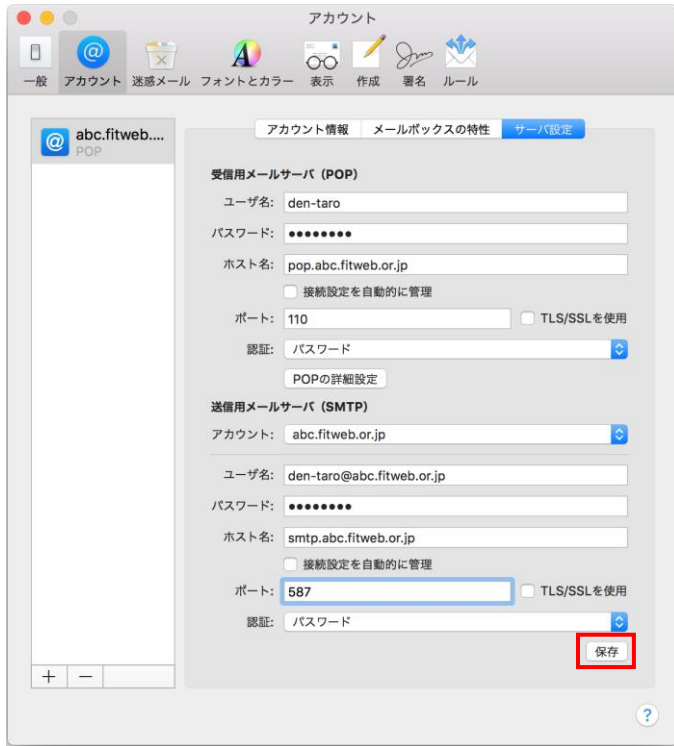 アカウント
一般 アカウント 迷惑メール フォントとカラー 表示 作成 署名 ルール
abc.fitweb....
POP
アカウント情報 メールボックスの特性 サーバ設定
受信用メールサーバ（POP）
ユーザ名: den-taro
パスワード: ●●●●●●●●
ホスト名: pop.abc.fitweb.or.jp
接続設定を自動的に管理
ポート: 110 TLS/SSLを使用
認証: パスワード
POPの詳細設定
送信用メールサーバ（SMTP）
アカウント: abc.fitweb.or.jp
ユーザ名: den-taro@abc.fitweb.or.jp
パスワード: ●●●●●●●●
ホスト名: smtp.abc.fitweb.or.jp
接続設定を自動的に管理
ポート: 587 TLS/SSLを使用
認証: パスワード
保存
+ −
?